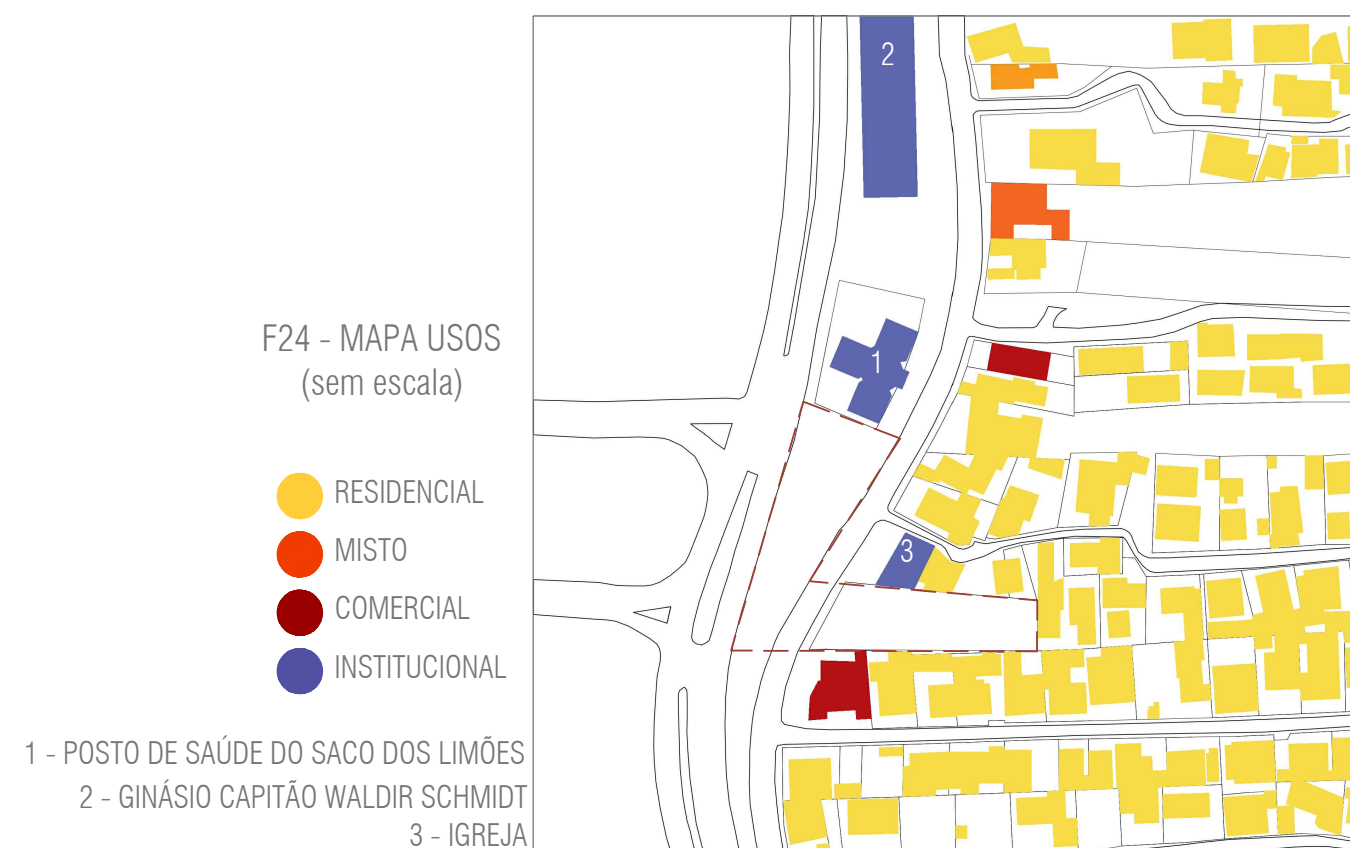 2
1
3
F24 - MAPA USOS
(sem escala)
RESIDENCIAL
MISTO
COMERCIAL
INSTITUCIONAL
1 - POSTO DE SAÚDE DO SACO DOS LIMÕES
2 - GINÁSIO CAPITÃO WALDIR SCHMIDT
3 - IGREJA